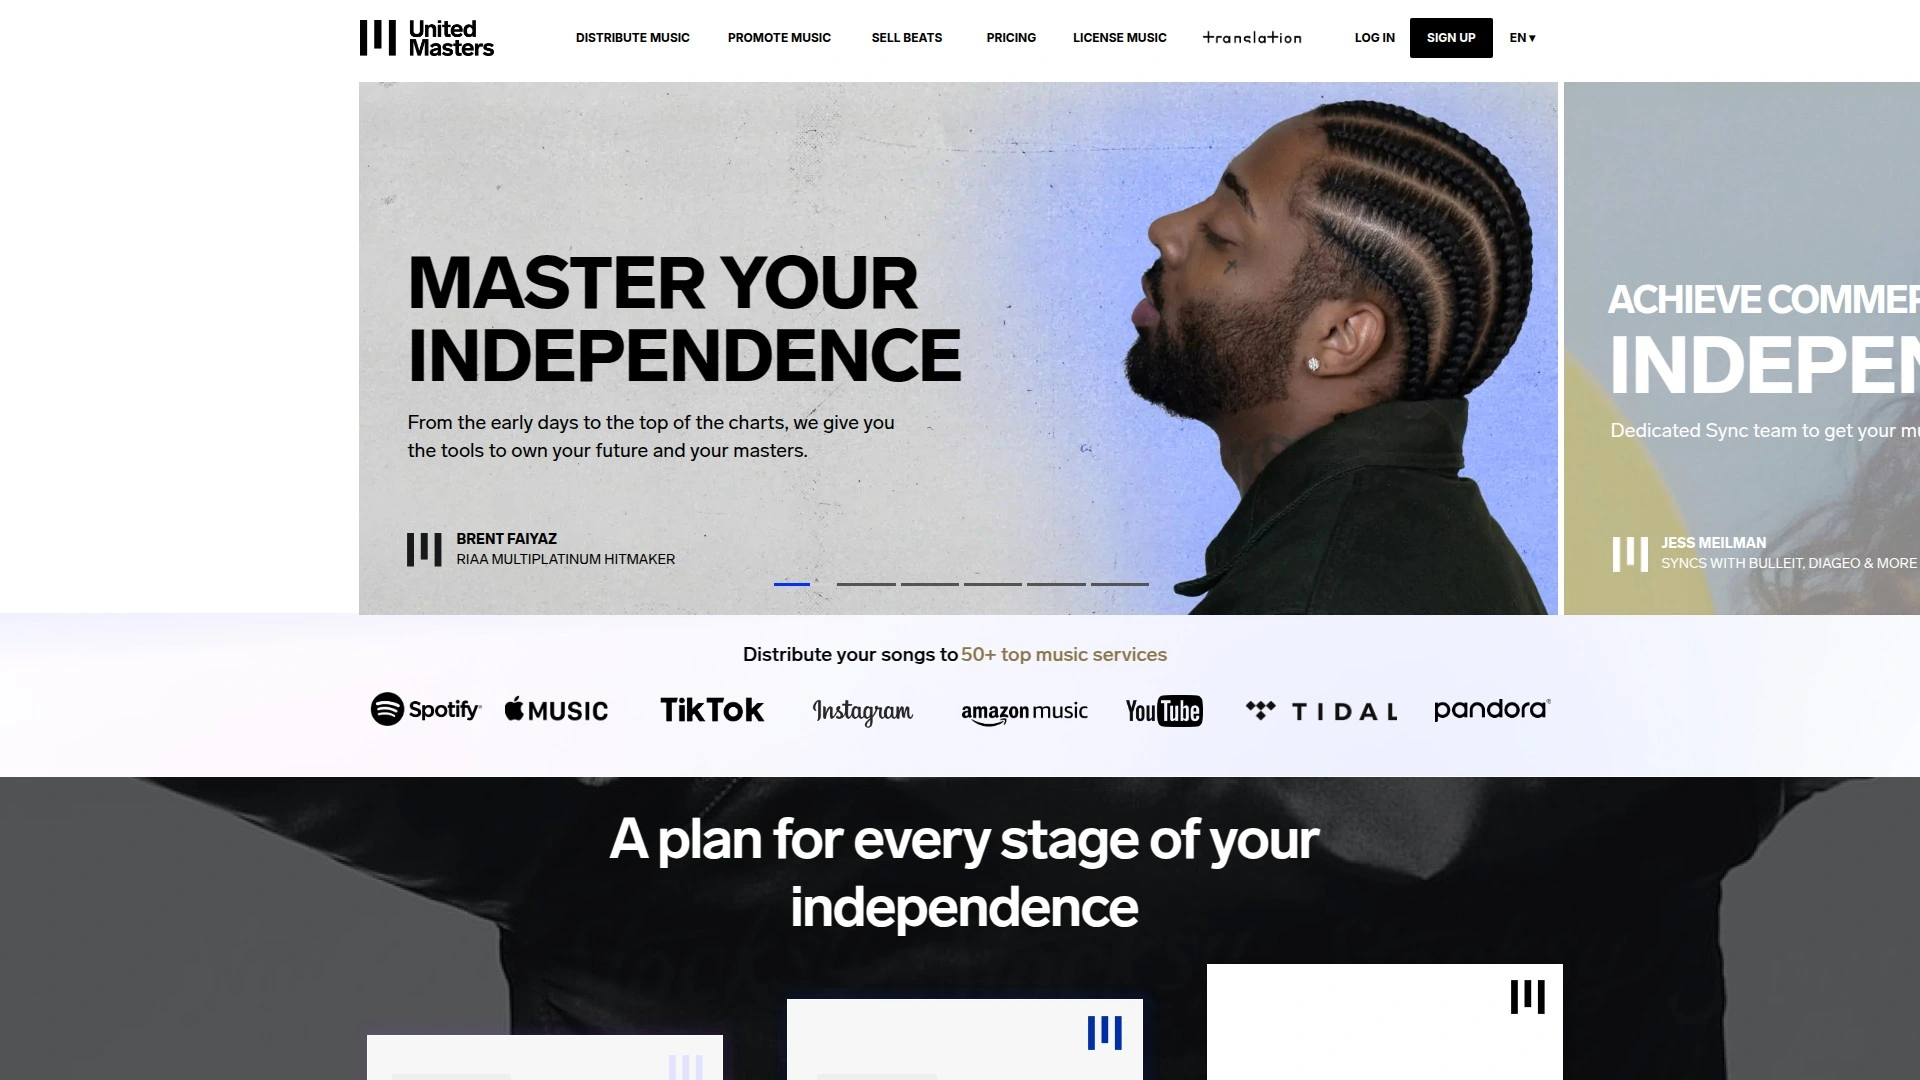 United
Masters
DISTRIBUTE MUSIC
PROMOTE MUSIC
SELL BEATS
PRICING
LICENSE MUSIC
translation
LOG IN
SIGN UP
EN ▾
MASTER YOUR
INDEPENDENCE
From the early days to the top of the charts, we give you
the tools to own your future and your masters.
BRENT FAIYAZ
RIAA MULTIPLATINUM HITMAKER
ACHIEVE COMMER
INDEPEN
Dedicated Sync team to get your mu
JESS MEILMAN
SYNCS WITH BULLEIT, DIAGEO & MORE
Distribute your songs to 50+ top music services
Spotify
MUSIC
TikTok
Instagram
amazon music
YouTube
TIDAL
pandora
A plan for every stage of your
independence